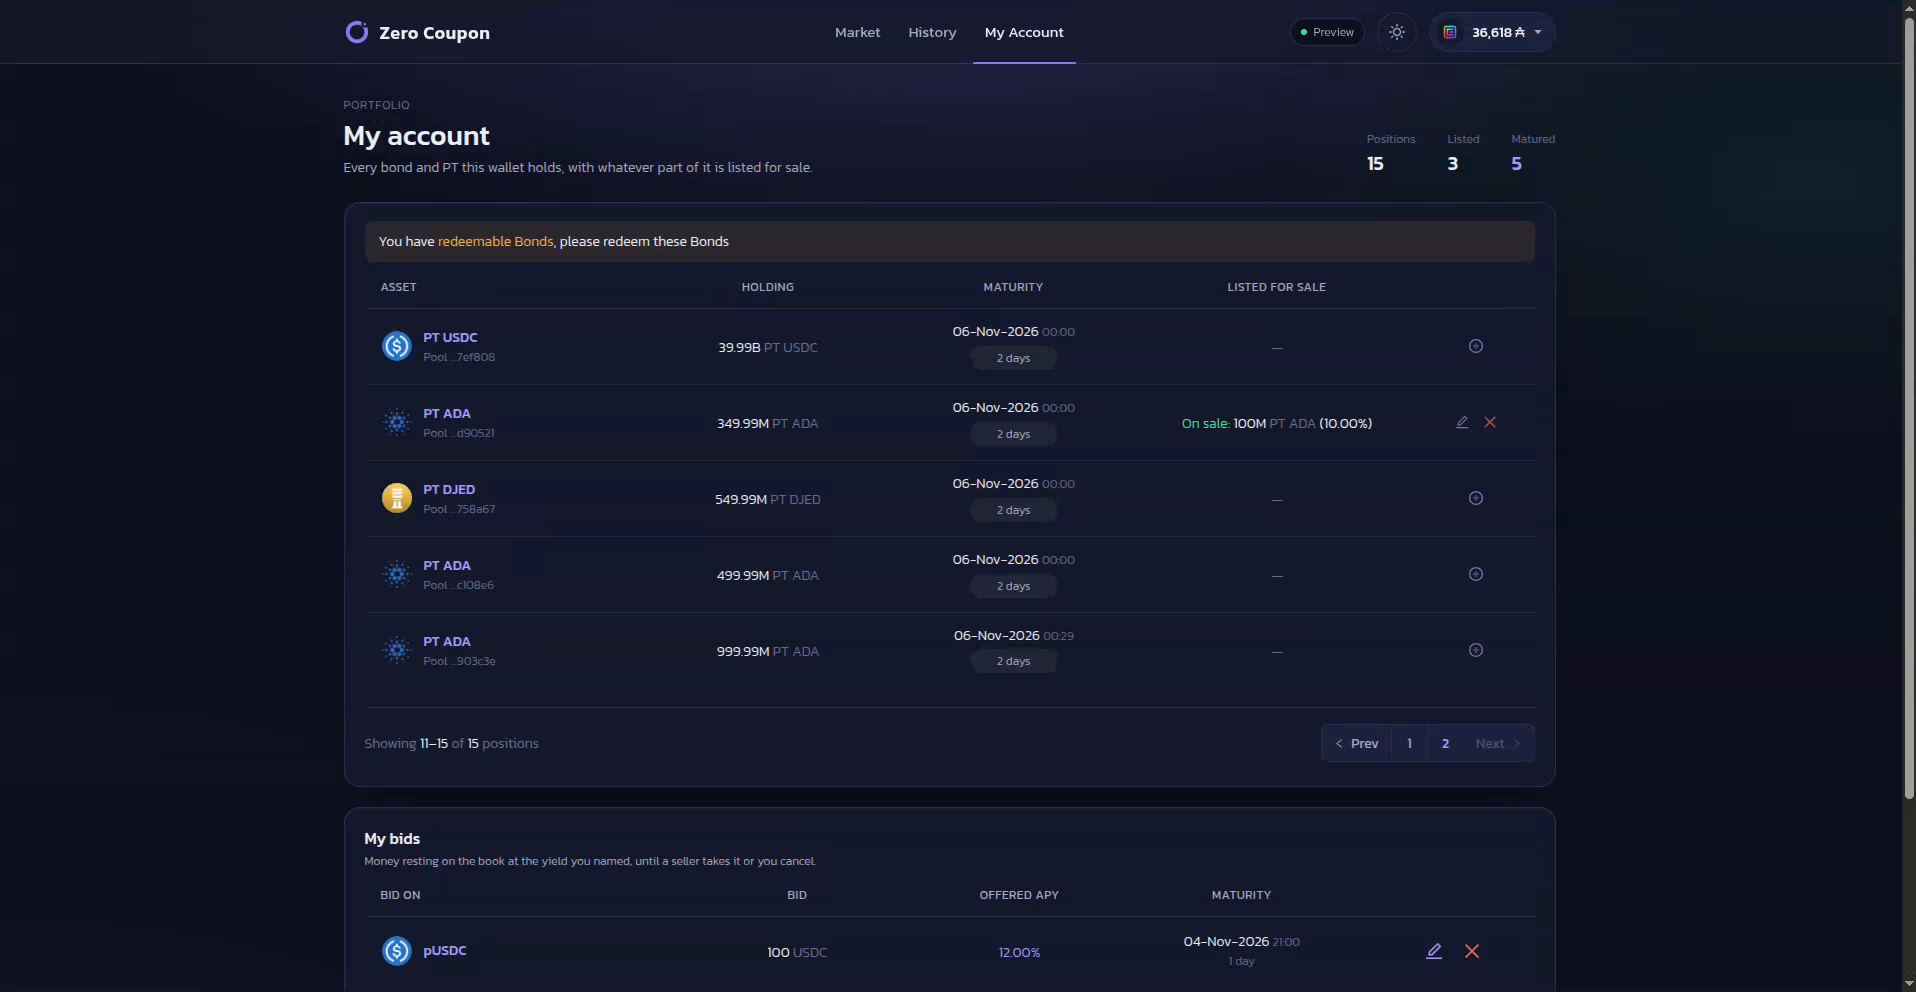 Zero Coupon
Market
History
My Account
Preview
36,618 ₳
PORTFOLIO
My account
Every bond and PT this wallet holds, with whatever part of it is listed for sale.
Positions
Listed
Matured
15
3
5
You have redeemable Bonds, please redeem these Bonds
ASSET
HOLDING
MATURITY
LISTED FOR SALE
PT USDC
Pool ...7ef808
39.99B PT USDC
06-Nov-2026 00:00
2 days
—
PT ADA
Pool ...d90521
349.99M PT ADA
06-Nov-2026 00:00
2 days
On sale: 100M PT ADA (10.00%)
PT DJED
Pool ...758a67
549.99M PT DJED
06-Nov-2026 00:00
2 days
—
PT ADA
Pool ...c108e6
499.99M PT ADA
06-Nov-2026 00:00
2 days
—
PT ADA
Pool ...903c3e
999.99M PT ADA
06-Nov-2026 00:29
2 days
—
Showing 11–15 of 15 positions
Prev
1
2
Next
My bids
Money resting on the book at the yield you named, until a seller takes it or you cancel.
BID ON
BID
OFFERED APY
MATURITY
pUSDC
100 USDC
12.00%
04-Nov-2026 21:00
1 day